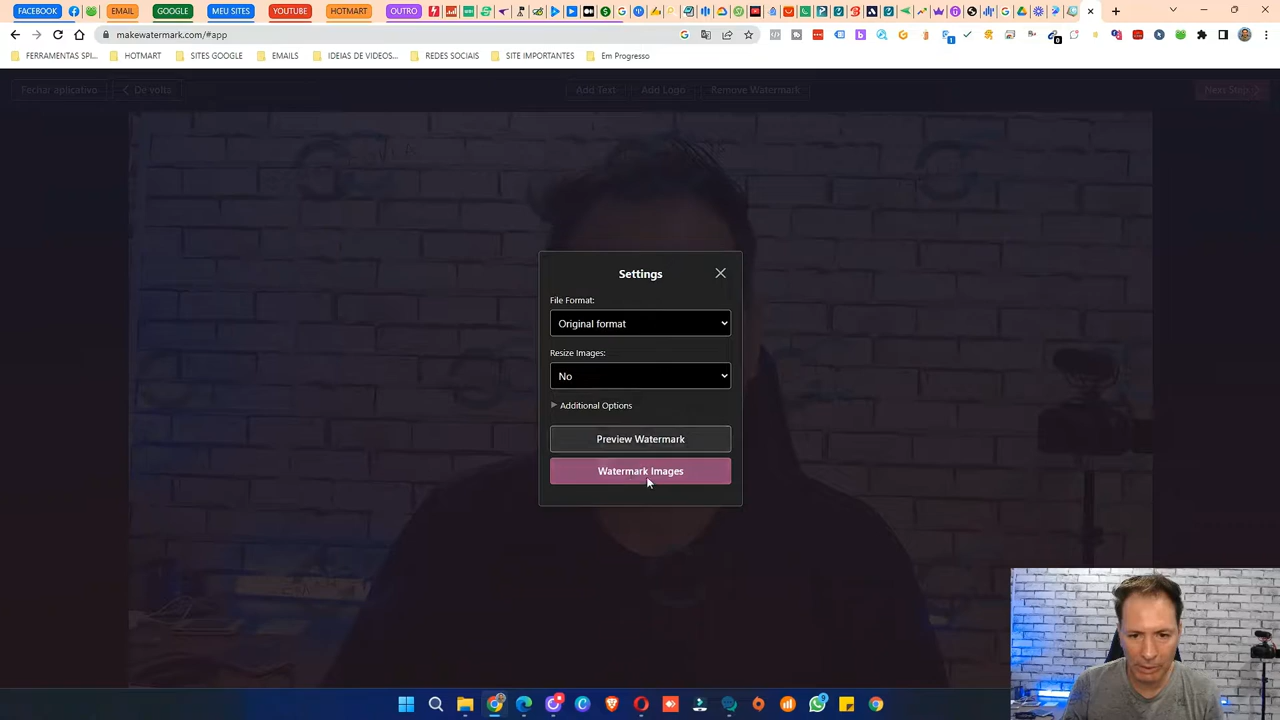 FACEBOOK EMAIL GOOGLE MEU SITES YOUTUBE HOTMART OUTRO
makewatermark.com/#app
FERRAMENTAS SPI... HOTMART SITES GOOGLE EMAILS IDEIAS DE VIDEOS... REDES SOCIAIS SITE IMPORTANTES Em Progresso
Fechar aplicativo De volta Add Text Add Logo Remove Watermark Next Step
Settings
File Format:
Original format
Resize Images:
No
Additional Options
Preview Watermark
Watermark Images